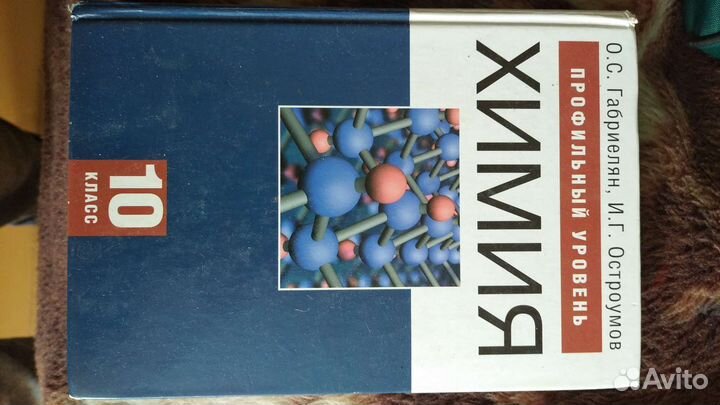 О.С. Габриелян, И.Г. Остроумов
ПРОФИЛЬНЫЙ УРОВЕНЬ
ХИМИЯ
10
КЛАСС
Avito